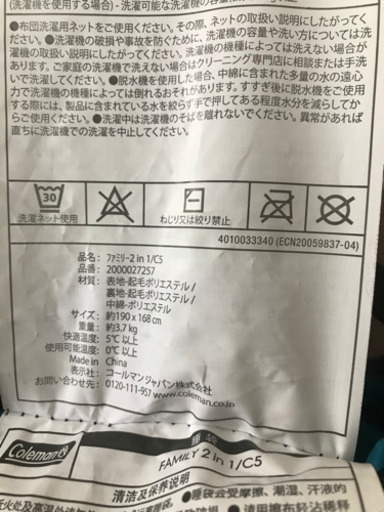 (洗濯機を使用する場合) - 洗濯可能な洗濯機の
●布団洗濯用ネットをご使用ください。その際、ネットの取扱い説明にしたがってく
ださい。●洗濯機の破損や事故を防ぐために、洗濯機の容量や洗い方については洗
濯機の取扱い説明にしたがってください。洗濯機の機種によっては洗えない場合が
あります。ご家庭の洗濯機で洗えない場合はクリーニング専門店に相談または手洗
いで洗濯してください。●脱水機を使用した場合、中綿に含まれた多量の水の遠心
力で洗濯機の機種によっては倒れるおそれがあります。すすぎ後に脱水機をご使用
する際には、製品に含まれている水を絞らず手で押してある程度水分を減らしてか
らご使用ください。●洗濯中は洗濯機のそばを離れないでください。異常があれば
直ちに洗濯機での洗濯を中止してください。
30
洗濯ネット使用
ねじり又は絞り禁止
4010033340 (ECN20059837-04)
品名: ファミリー2 in 1/C5
品番: 2000027257
材質: 表地-起毛ポリエステル /
裏地-起毛ポリエステル /
中綿-ポリエステル
サイズ: 約190 x 168 cm
重量: 約3.7 kg
快適温度: 5℃ 以上
使用可能温度: 0℃ 以上
Made in China
表示社: コールマンジャパン株式会社
お問い合わせ先: 0120-111-957 www.coleman.co.jp
Coleman
睡袋
FAMILY 2 in 1/C5
清洁及保养说明
●睡袋会受摩擦、潮湿、汗液的
请用擦布轻沾稀释